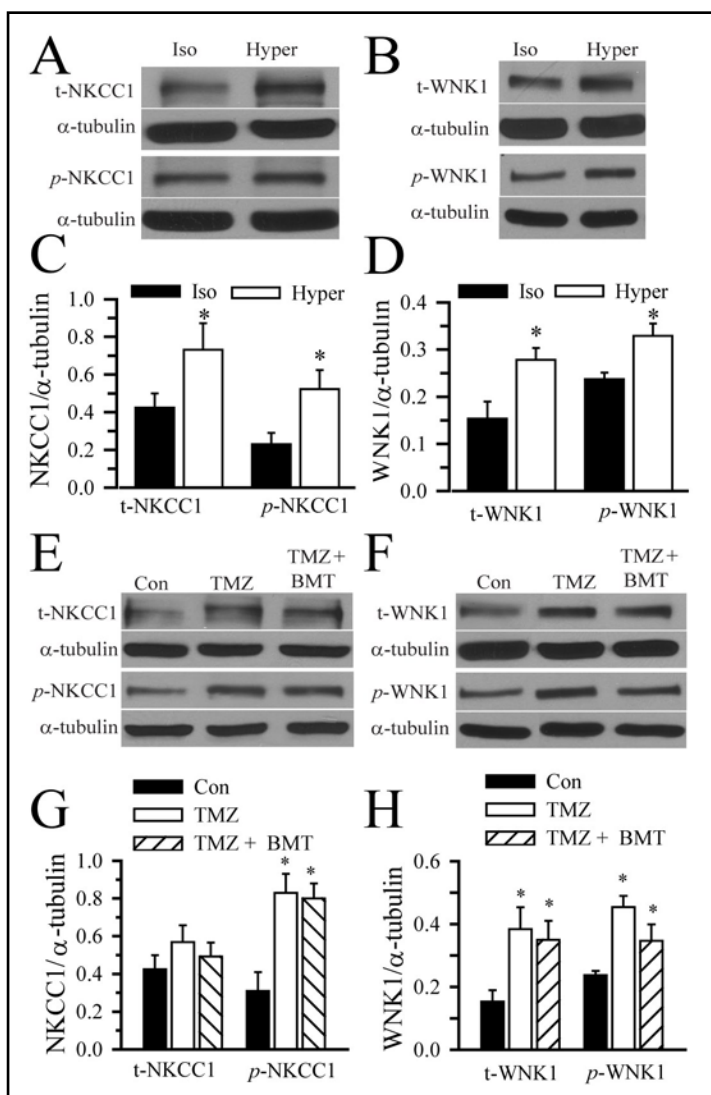 A
Iso Hyper
t-NKCC1
α-tubulin
p-NKCC1
α-tubulin
B
Iso Hyper
t-WNK1
α-tubulin
p-WNK1
α-tubulin
C
Iso Hyper
NKCC1/α-tubulin
1.0
0.8
0.6
0.4
0.2
0.0
* *
t-NKCC1 p-NKCC1
D
Iso Hyper
WNK1/α-tubulin
0.4
0.3
0.2
0.1
0.0
* *
t-WNK1 p-WNK1
E
Con TMZ TMZ +
BMT
t-NKCC1
α-tubulin
p-NKCC1
α-tubulin
F
Con TMZ TMZ +
BMT
t-WNK1
α-tubulin
p-WNK1
α-tubulin
G
Con
TMZ
TMZ + BMT
NKCC1/α-tubulin
1.0
0.8
0.6
0.4
0.2
0.0
* *
t-NKCC1 p-NKCC1
H
Con
TMZ
TMZ + BMT
WNK1/α-tubulin
0.6
0.4
0.2
0.0
* * * *
t-WNK1 p-WNK1